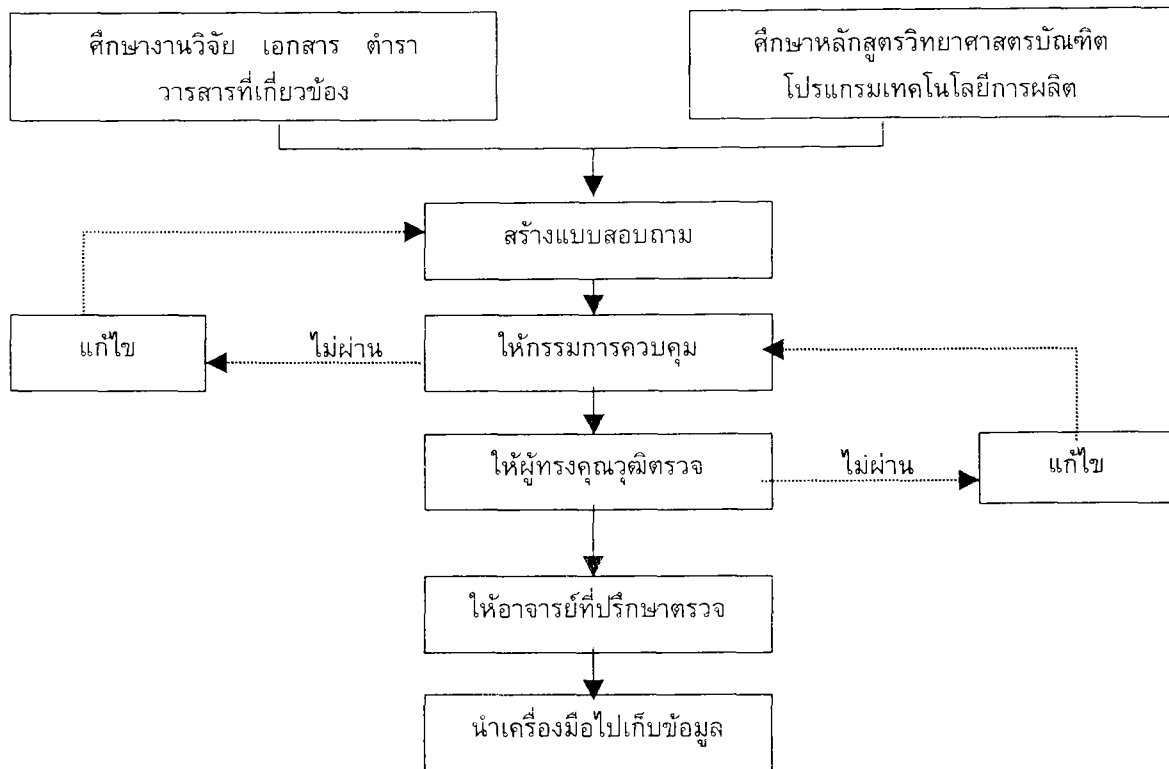 ศึกษางานวิจัย เอกสาร ตำรา
วารสารที่เกี่ยวข้อง
ศึกษาหลักสูตรวิทยาศาสตรบัณฑิต
โปรแกรมเทคโนโลยีการผลิต
สร้างแบบสอบถาม
แก้ไข
ไม่ผ่าน
ให้กรรมการควบคุม
ให้ผู้ทรงคุณวุฒิตรวจ
ไม่ผ่าน
แก้ไข
ให้อาจารย์ที่ปรึกษาตรวจ
นำเครื่องมือไปเก็บข้อมูล